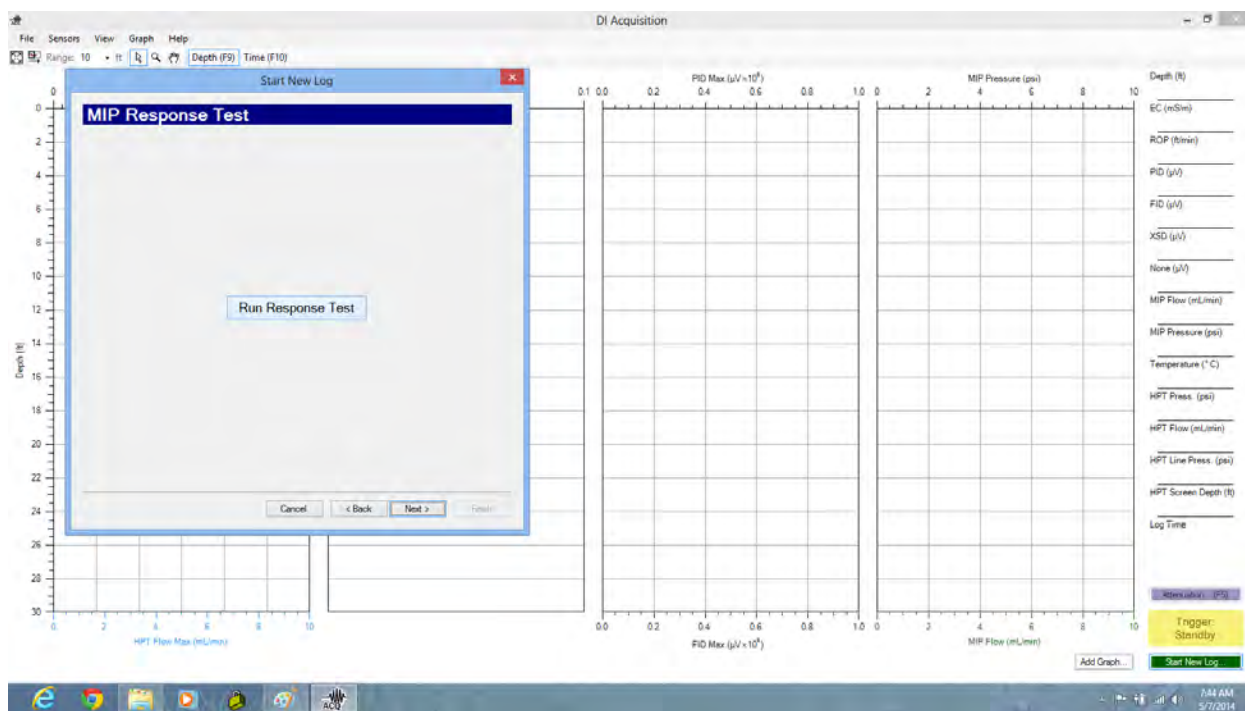 DI Acquisition
File Sensors View Graph Help
Range: 10 ft Depth (F9) Time (F10)
Start New Log
MIP Response Test
Run Response Test
Cancel < Back Next >
0
0
2
4
6
8
10
12
14
16
18
20
22
24
26
28
30
Depth (ft)
0 2 4 6 8 10
HPT Flow Max (mL/min)
0.1
PID Max (µV x10⁶)
0.0 0.2 0.4 0.6 0.8 1.0
0.0 0.2 0.4 0.6 0.8 1.0
MIP Pressure (psi)
0 2 4 6 8 10
0 2 4 6 8 10
MIP Flow (mL/min)
Depth (ft)
EC (mS/m)
ROP (ft/min)
PID (µV)
FID (µV)
XSD (µV)
None (µV)
MIP Flow (mL/min)
MIP Pressure (psi)
Temperature (° C)
HPT Press. (psi)
HPT Flow (mL/min)
HPT Line Press. (psi)
HPT Screen Depth (ft)
Log Time
Attenuation... (F5)
Trigger:
Standby
Add Graph...
Start New Log...
ACQ
7:44 AM
5/7/2014